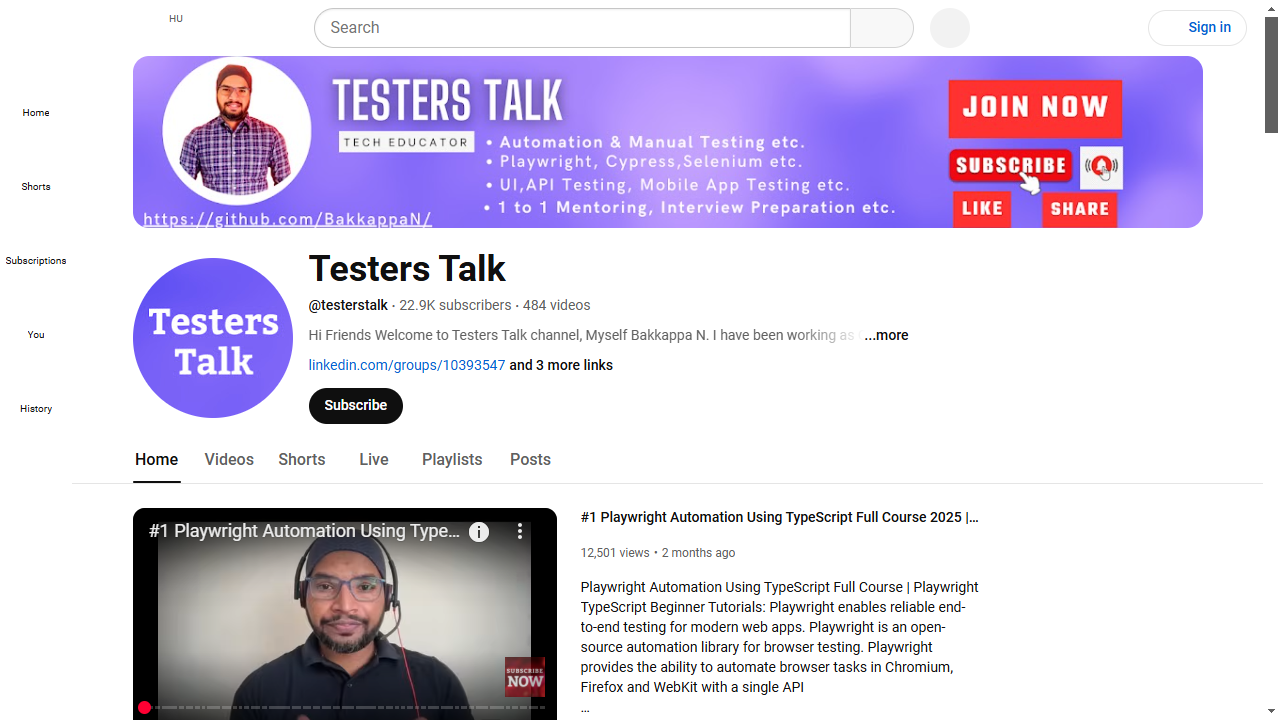 HU
Search
Sign in
Home
Shorts
Subscriptions
You
History
TESTERS TALK
TECH EDUCATOR
• Automation & Manual Testing etc.
• Playwright, Cypress,Selenium etc.
• UI,API Testing, Mobile App Testing etc.
• 1 to 1 Mentoring, Interview Preparation etc.
https://github.com/BakkappaN/
JOIN NOW
SUBSCRIBE
LIKE
SHARE
Testers
Talk
Testers Talk
@testerstalk · 22.9K subscribers · 484 videos
Hi Friends Welcome to Testers Talk channel, Myself Bakkappa N. I have been working as ...more
linkedin.com/groups/10393547 and 3 more links
Subscribe
Home
Videos
Shorts
Live
Playlists
Posts
#1 Playwright Automation Using Type...
SUBSCRIBE
NOW
#1 Playwright Automation Using TypeScript Full Course 2025 |...
12,501 views • 2 months ago
Playwright Automation Using TypeScript Full Course | Playwright
TypeScript Beginner Tutorials: Playwright enables reliable end-
to-end testing for modern web apps. Playwright is an open-
source automation library for browser testing. Playwright
provides the ability to automate browser tasks in Chromium,
Firefox and WebKit with a single API
...